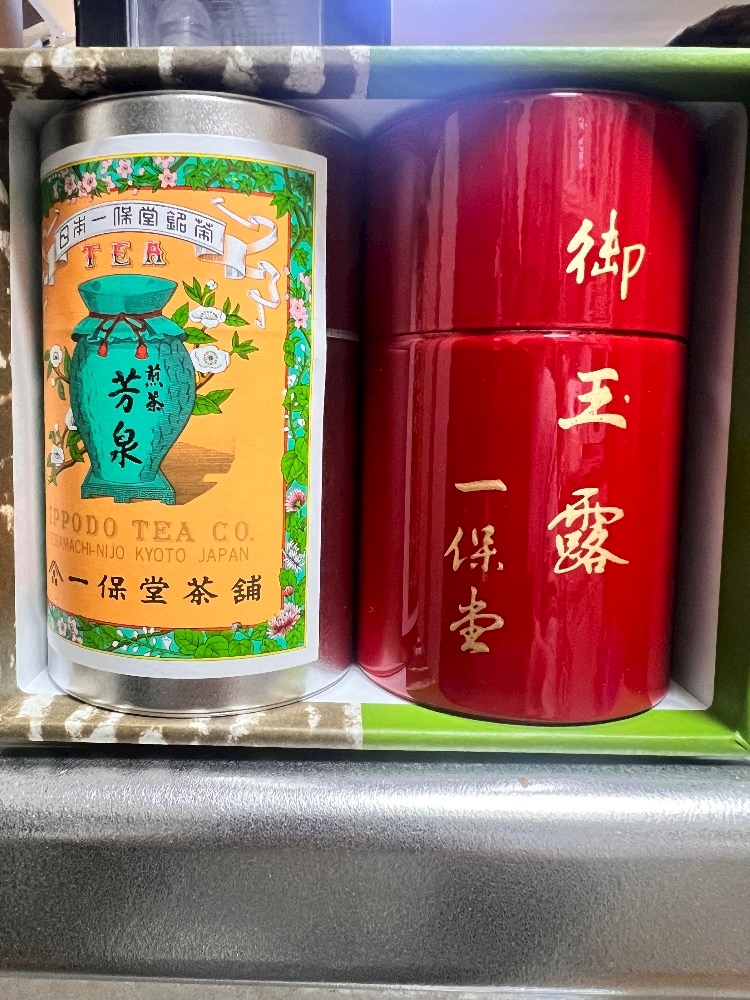 日本一保堂銘茶
TEA
煎茶
芳泉
IPPODO TEA CO.
TERAMACHI-NIJO KYOTO JAPAN
一保堂茶舖
御玉露
一保堂